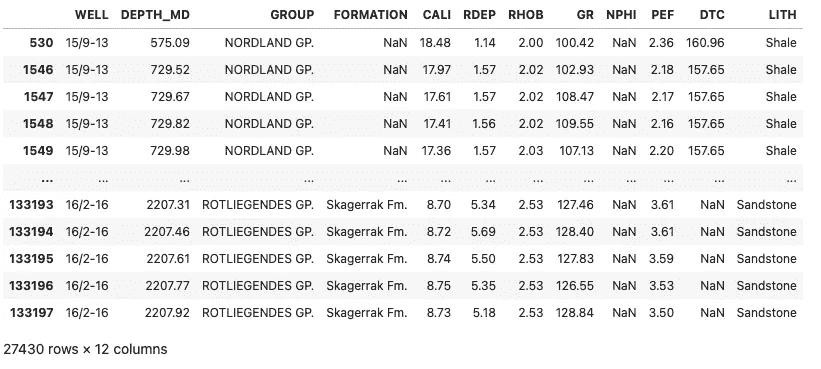 WELL DEPTH_MD GROUP FORMATION CALI RDEP RHOB GR NPHI PEF DTC LITH
530 15/9-13 575.09 NORDLAND GP. NaN 18.48 1.14 2.00 100.42 NaN 2.36 160.96 Shale
1546 15/9-13 729.52 NORDLAND GP. NaN 17.97 1.57 2.02 102.93 NaN 2.18 157.65 Shale
1547 15/9-13 729.67 NORDLAND GP. NaN 17.61 1.57 2.02 108.47 NaN 2.17 157.65 Shale
1548 15/9-13 729.82 NORDLAND GP. NaN 17.41 1.56 2.02 109.55 NaN 2.16 157.65 Shale
1549 15/9-13 729.98 NORDLAND GP. NaN 17.36 1.57 2.03 107.13 NaN 2.20 157.65 Shale
... ... ... ... ... ... ... ... ... ... ... ... ...
133193 16/2-16 2207.31 ROTLIEGENDES GP. Skagerrak Fm. 8.70 5.34 2.53 127.46 NaN 3.61 NaN Sandstone
133194 16/2-16 2207.46 ROTLIEGENDES GP. Skagerrak Fm. 8.72 5.69 2.53 128.40 NaN 3.61 NaN Sandstone
133195 16/2-16 2207.61 ROTLIEGENDES GP. Skagerrak Fm. 8.74 5.50 2.53 127.83 NaN 3.59 NaN Sandstone
133196 16/2-16 2207.77 ROTLIEGENDES GP. Skagerrak Fm. 8.75 5.35 2.53 126.55 NaN 3.53 NaN Sandstone
133197 16/2-16 2207.92 ROTLIEGENDES GP. Skagerrak Fm. 8.73 5.18 2.53 128.84 NaN 3.50 NaN Sandstone
27430 rows × 12 columns